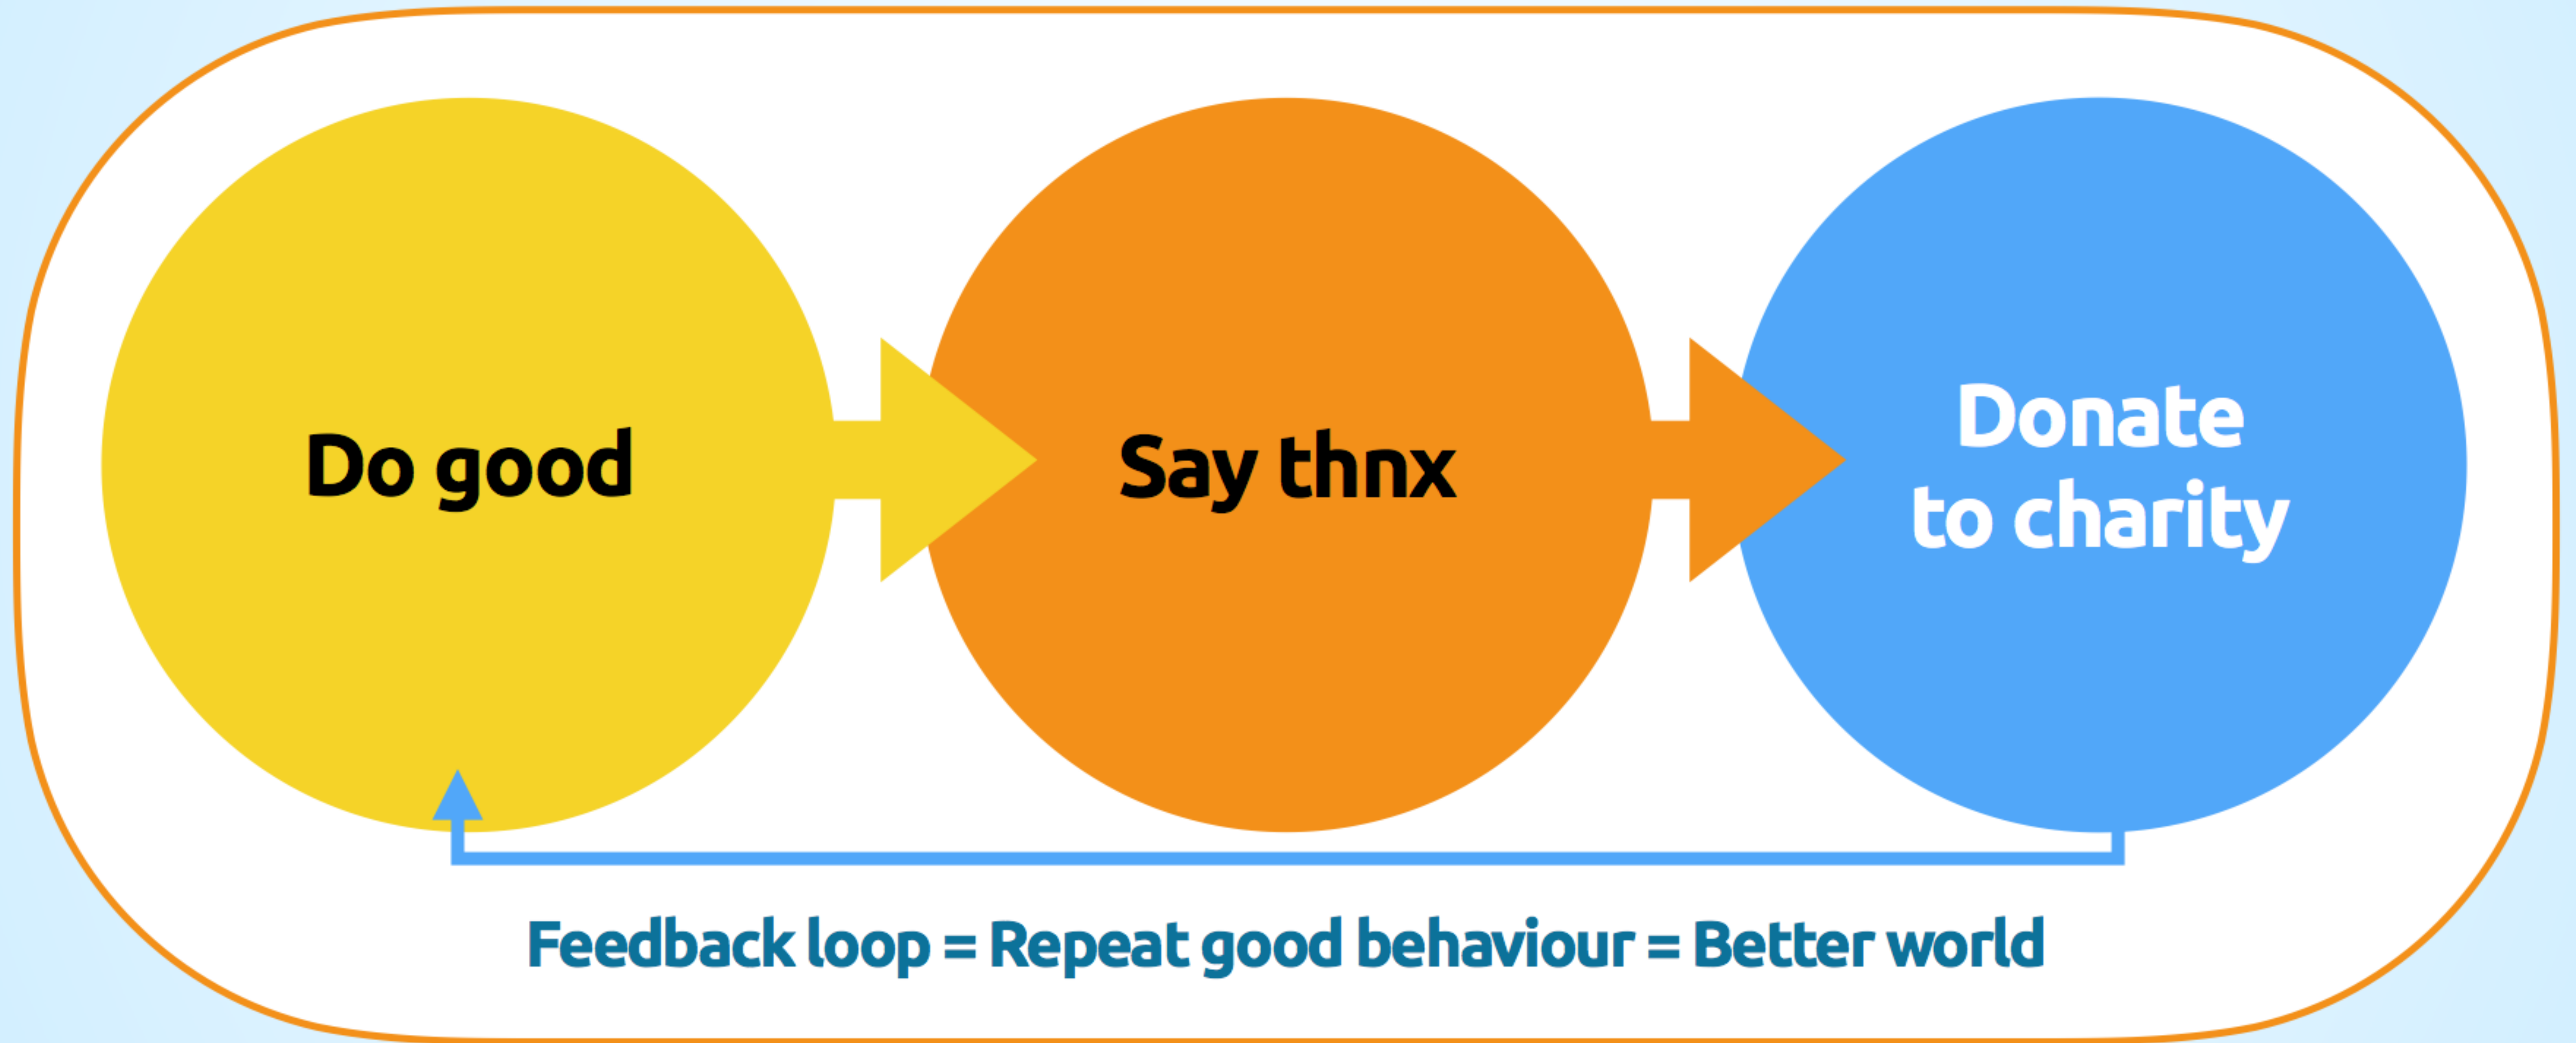 Do good
Say thnx
Donate
to charity
Feedback loop = Repeat good behaviour = Better world